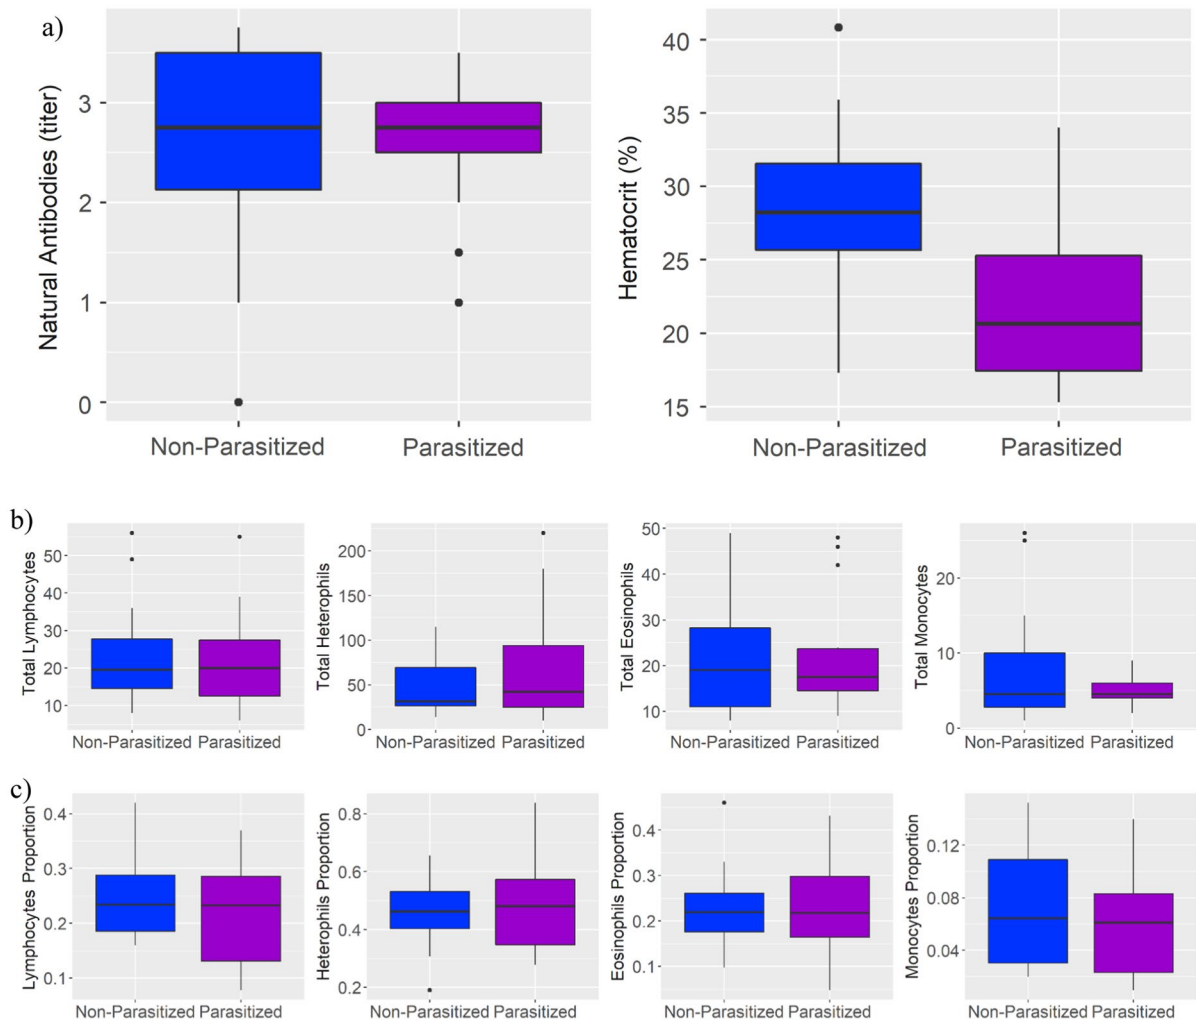 a)
Natural Antibodies (titer)
3
2
1
0
Non-Parasitized Parasitized
Hematocrit (%)
40
35
30
25
20
15
Non-Parasitized Parasitized
b)
Total Lymphocytes
50
40
30
20
10
Non-Parasitized Parasitized
Total Heterophils
200
150
100
50
0
Non-Parasitized Parasitized
Total Eosinophils
50
40
30
20
10
Non-Parasitized Parasitized
Total Monocytes
20
10
0
Non-Parasitized Parasitized
c)
Lymphocytes Proportion
0.4
0.3
0.2
0.1
Non-Parasitized Parasitized
Heterophils Proportion
0.8
0.6
0.4
0.2
Non-Parasitized Parasitized
Eosinophils Proportion
0.4
0.3
0.2
0.1
Non-Parasitized Parasitized
Monocytes Proportion
0.12
0.08
0.04
Non-Parasitized Parasitized